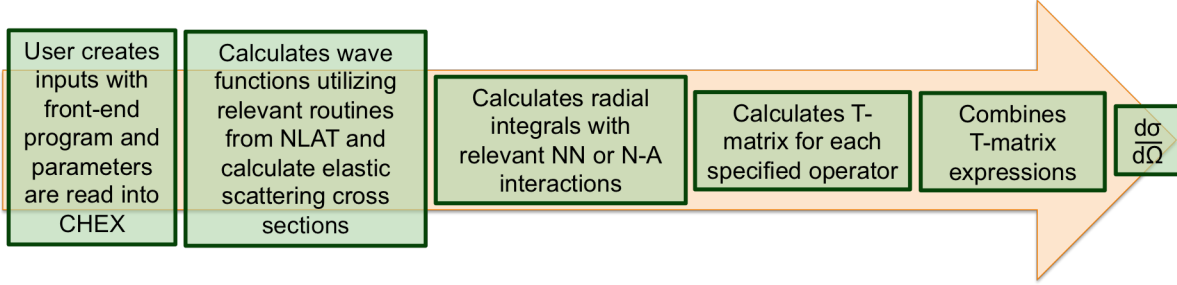 User creates
inputs with
front-end
program and
parameters
are read into
CHEX
Calculates wave
functions utilizing
relevant routines
from NLAT and
calculate elastic
scattering cross
sections
Calculates radial
integrals with
relevant NN or N-A
interactions
Calculates T-
matrix for each
specified operator
Combines
T-matrix
expressions
dσ
dΩ